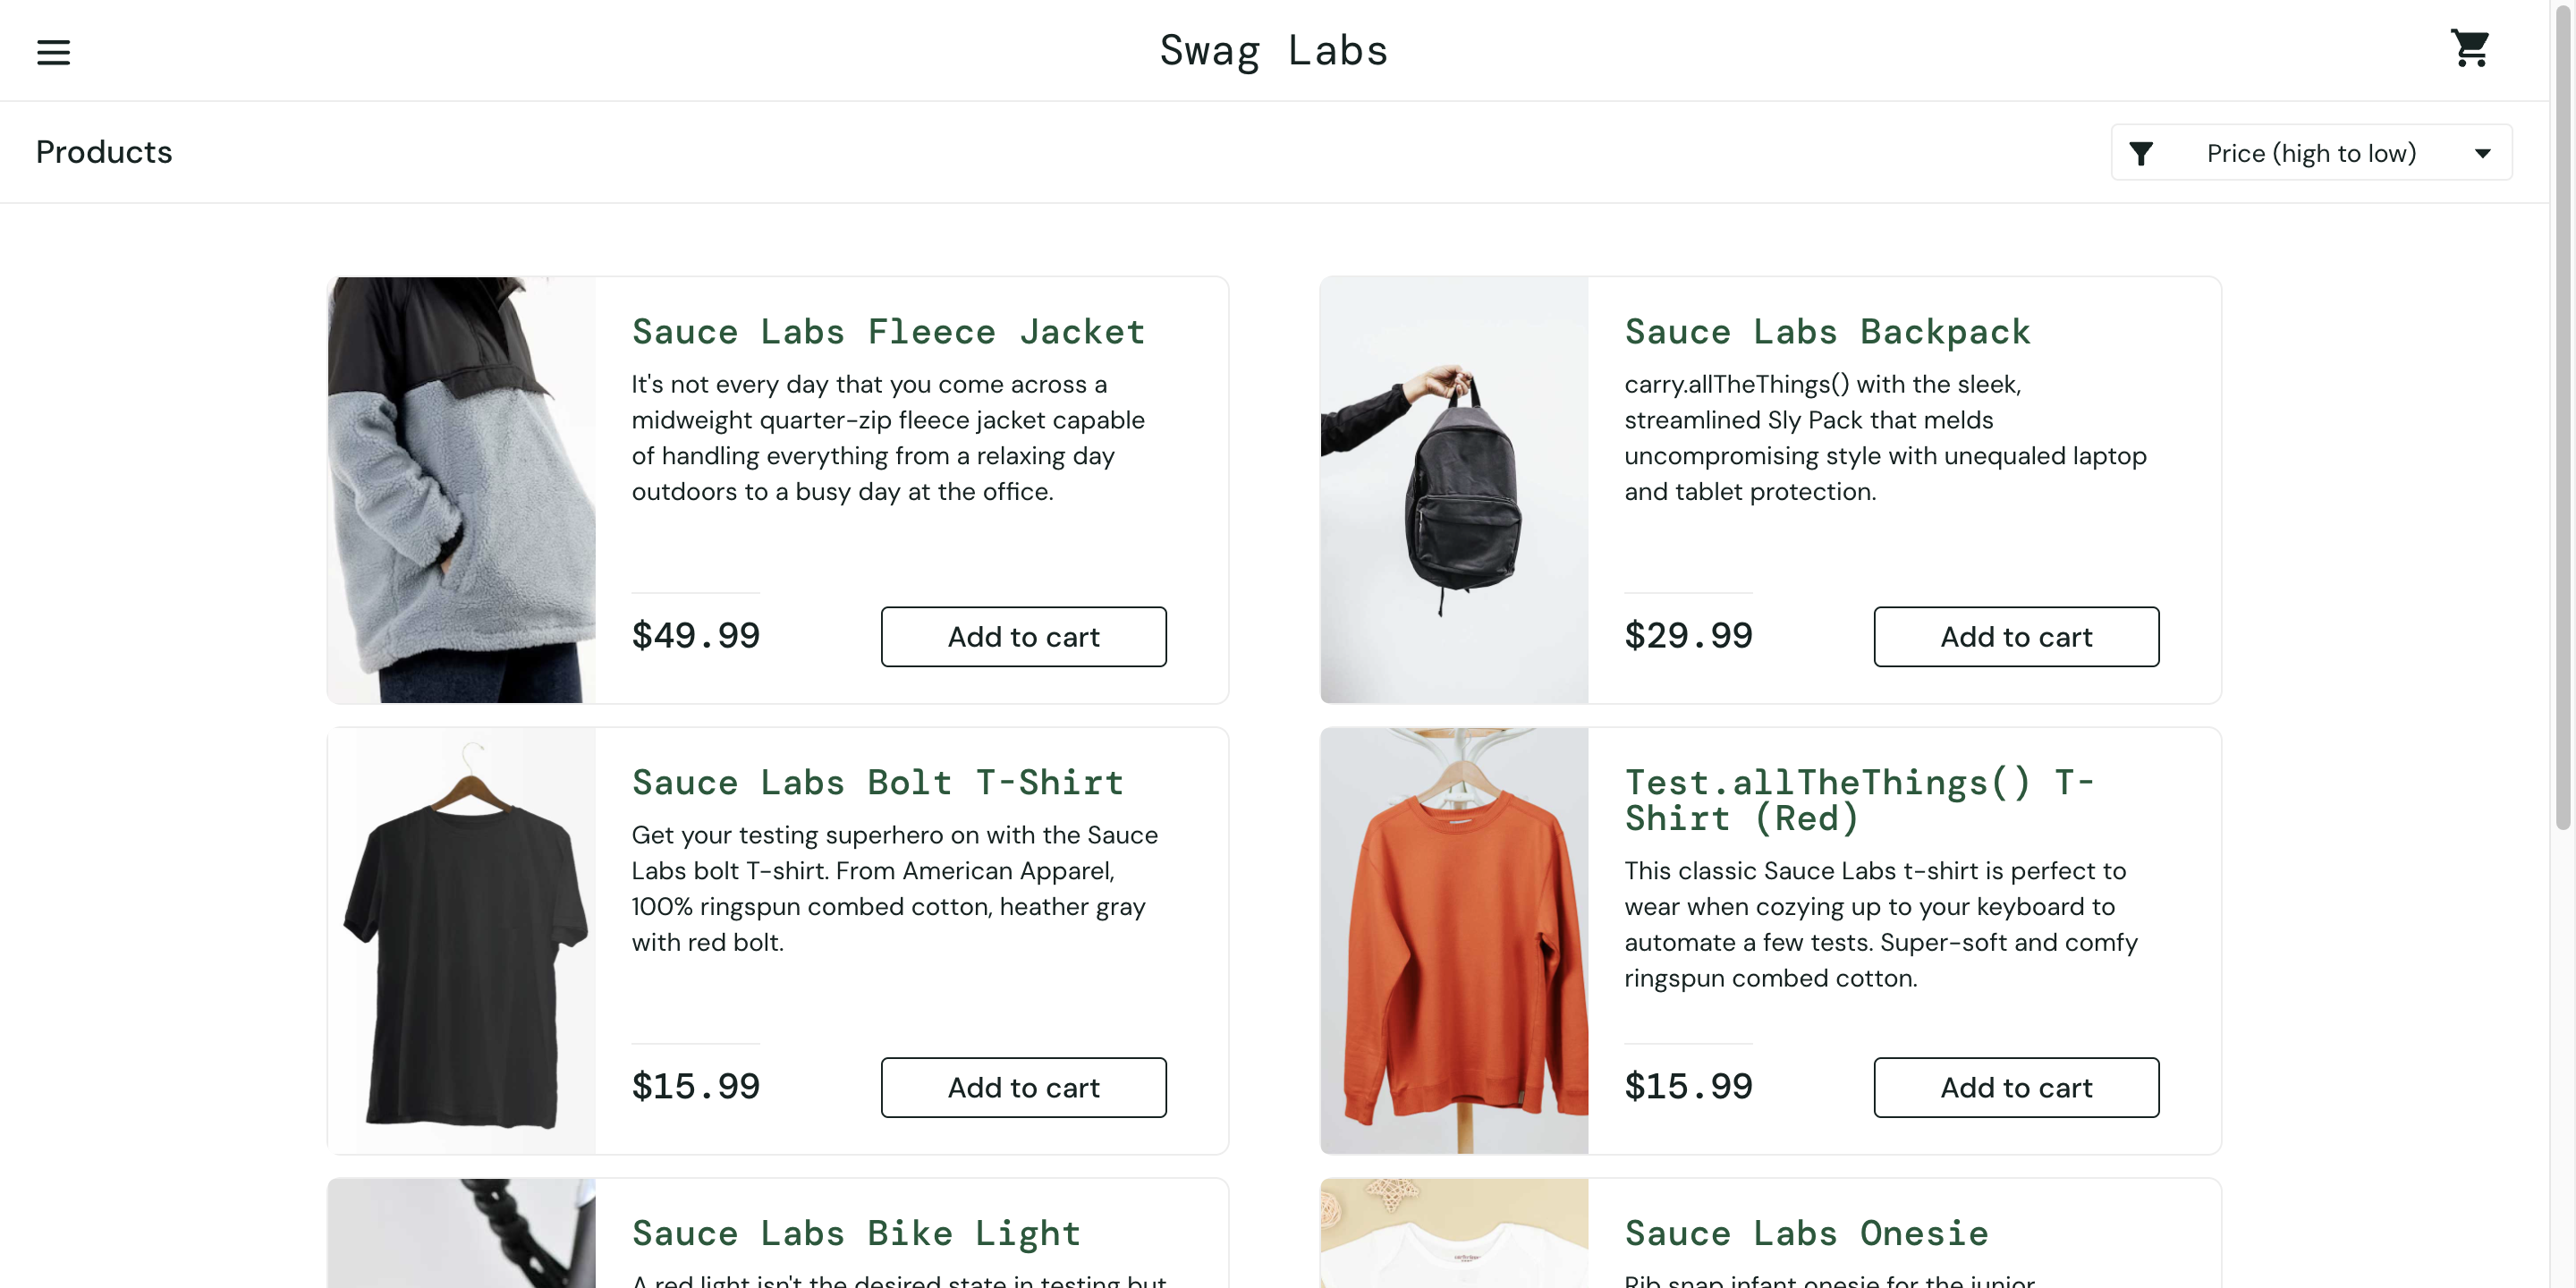 Swag Labs
Products
Price (high to low)
Sauce Labs Fleece Jacket
It's not every day that you come across a
midweight quarter-zip fleece jacket capable
of handling everything from a relaxing day
outdoors to a busy day at the office.
$49.99
Add to cart
Sauce Labs Backpack
carry.allTheThings() with the sleek,
streamlined Sly Pack that melds
uncompromising style with unequaled laptop
and tablet protection.
$29.99
Add to cart
Sauce Labs Bolt T-Shirt
Get your testing superhero on with the Sauce
Labs bolt T-shirt. From American Apparel,
100% ringspun combed cotton, heather gray
with red bolt.
$15.99
Add to cart
Test.allTheThings() T-
Shirt (Red)
This classic Sauce Labs t-shirt is perfect to
wear when cozying up to your keyboard to
automate a few tests. Super-soft and comfy
ringspun combed cotton.
$15.99
Add to cart
Sauce Labs Bike Light
A red light isn't the desired state in testing but
Sauce Labs Onesie
Rib snap infant onesie for the junior